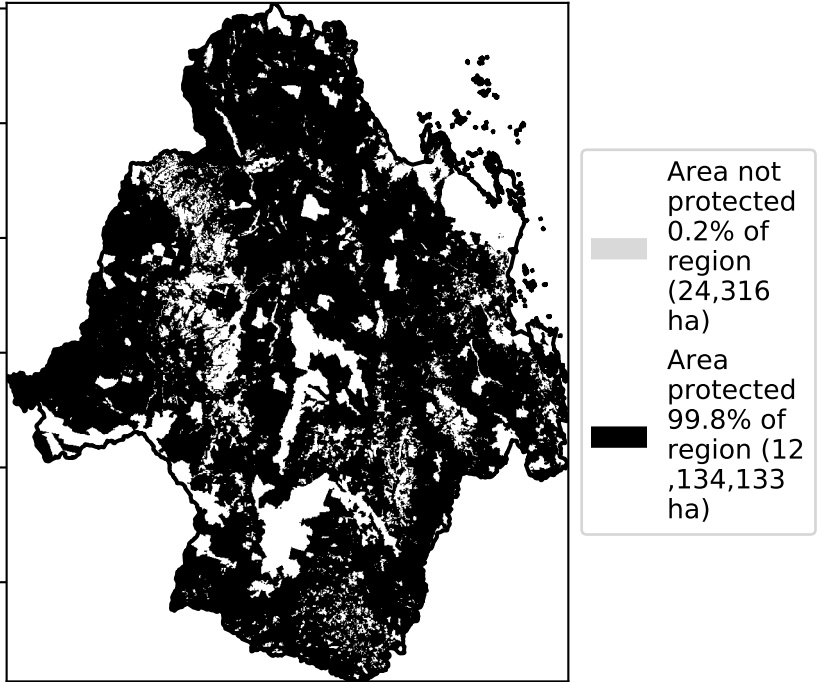 Area not
protected
0.2% of
region
(24,316
ha)
Area
protected
99.8% of
region (12
,134,133
ha)